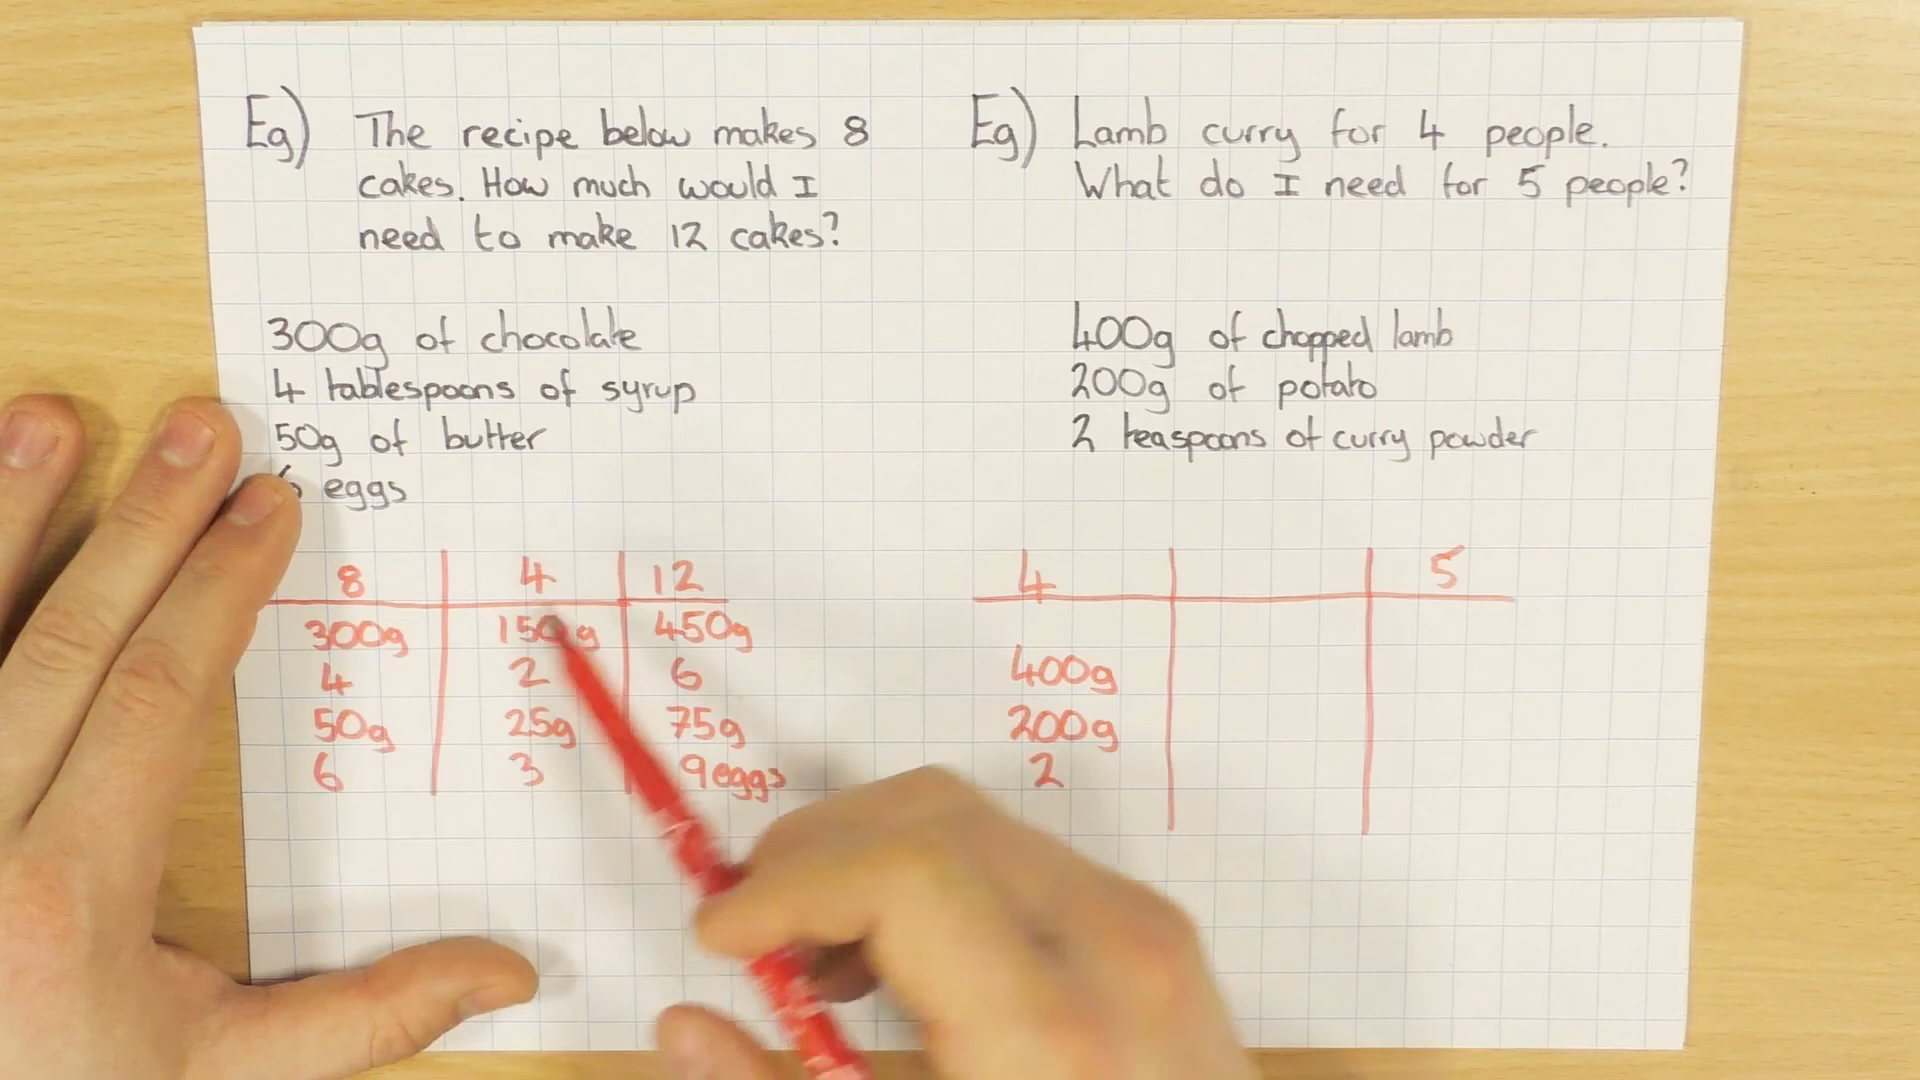 Eg) The recipe below makes 8
cakes. How much would I
need to make 12 cakes?
300g of chocolate
4 tablespoons of syrup
50g of butter
6 eggs
8 4 12
300g 150g 450g
4 2 6
50g 25g 75g
6 3 9eggs
Eg) Lamb curry for 4 people.
What do I need for 5 people?
400g of chopped lamb
200g of potato
2 teaspoons of curry powder
4 5
400g
200g
2